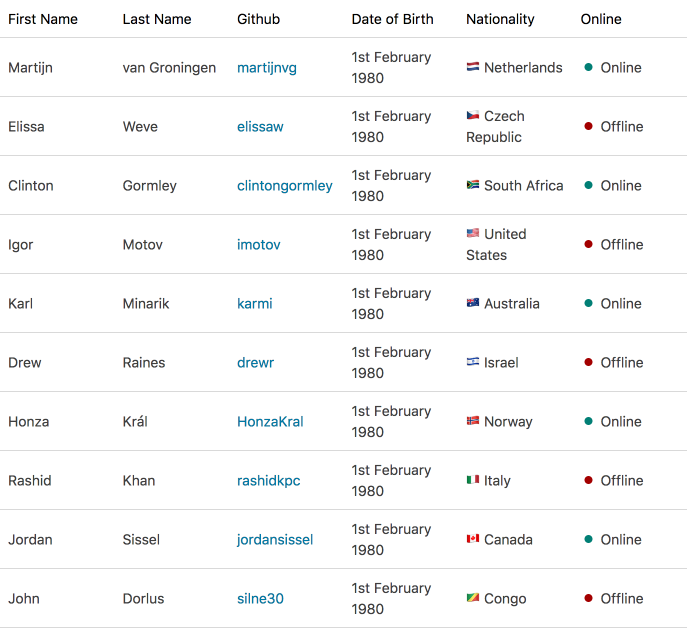 First Name Last Name Github Date of Birth Nationality Online
Martijn van Groningen martijnvg 1st February 1980 Netherlands Online
Elissa Weve elissaw 1st February 1980 Czech Republic Offline
Clinton Gormley clintongormley 1st February 1980 South Africa Online
Igor Motov imotov 1st February 1980 United States Offline
Karl Minarik karmi 1st February 1980 Australia Online
Drew Raines drewr 1st February 1980 Israel Offline
Honza Král HonzaKral 1st February 1980 Norway Online
Rashid Khan rashidkpc 1st February 1980 Italy Offline
Jordan Sissel jordansissel 1st February 1980 Canada Online
John Dorlus silne30 1st February 1980 Congo Offline